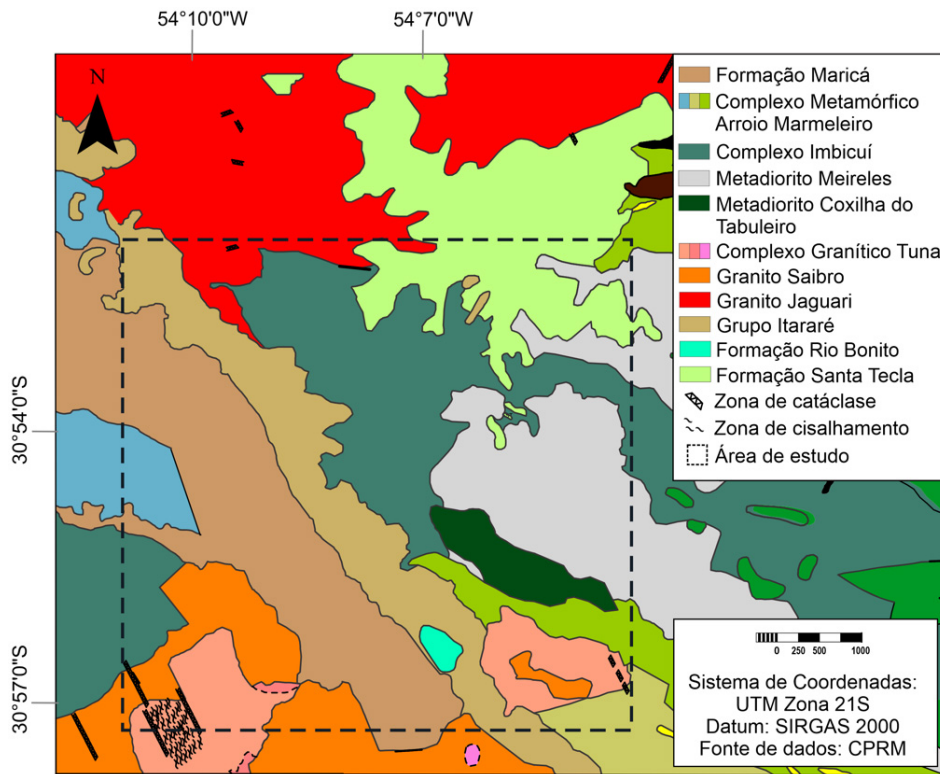 54°10'0"W
54°7'0"W
N
30°54'0"S
30°57'0"S
Formação Maricá
Complexo Metamórfico
Arroio Marmeleiro
Complexo Imbicuí
Metadiorito Meireles
Metadiorito Coxilha do
Tabuleiro
Complexo Granítico Tuna
Granito Saibro
Granito Jaguari
Grupo Itararé
Formação Rio Bonito
Formação Santa Tecla
Zona de catáclase
Zona de cisalhamento
Área de estudo
0 250 500 1000
Sistema de Coordenadas:
UTM Zona 21S
Datum: SIRGAS 2000
Fonte de dados: CPRM